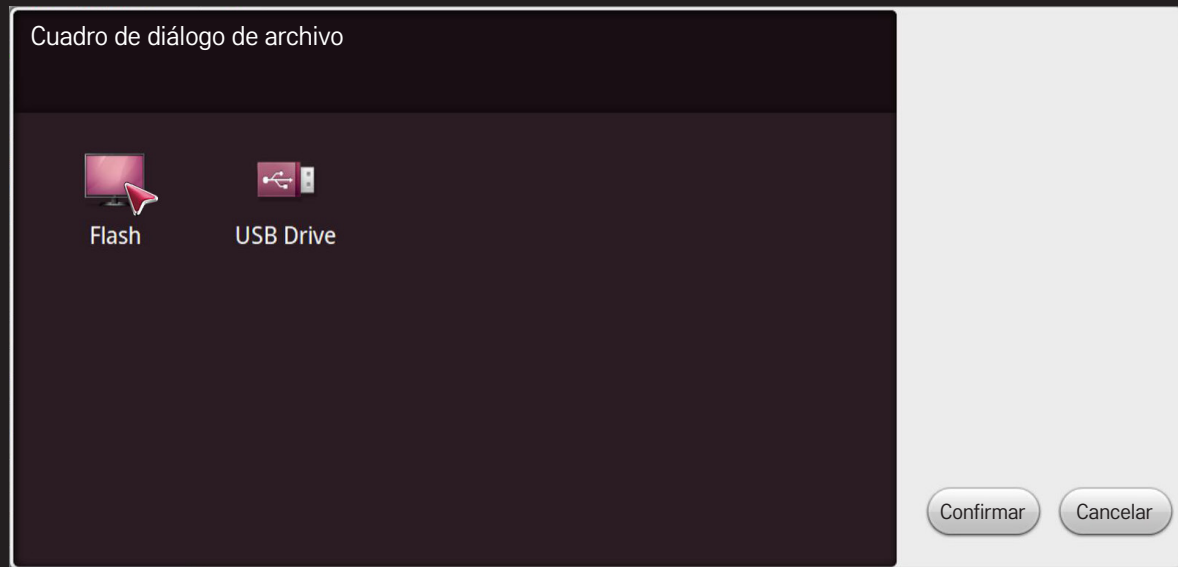 Cuadro de diálogo de archivo
Flash
USB Drive
Confirmar
Cancelar